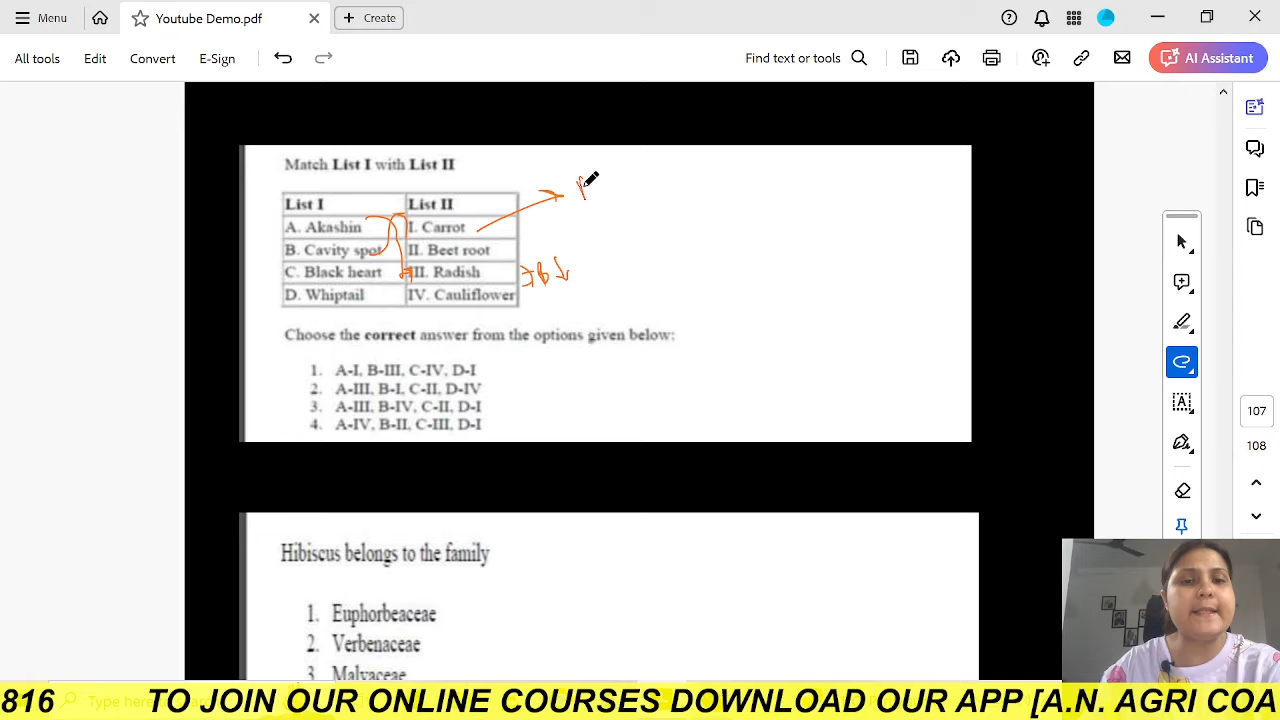 Menu
Youtube Demo.pdf
Create
All tools
Edit
Convert
E-Sign
Find text or tools
AI Assistant
Match List I with List II
List I List II
A. Akashin I. Carrot
B. Cavity spot II. Beet root
C. Black heart III. Radish
D. Whiptail IV. Cauliflower
B↓
Choose the correct answer from the options given below:
1. A-I, B-III, C-IV, D-I
2. A-III, B-I, C-II, D-IV
3. A-III, B-IV, C-II, D-I
4. A-IV, B-II, C-III, D-I
107
108
Hibiscus belongs to the family
1. Euphorbeaceae
2. Verbenaceae
3 Malvaceae
816 TO JOIN OUR ONLINE COURSES DOWNLOAD OUR APP [A.N. AGRI COA